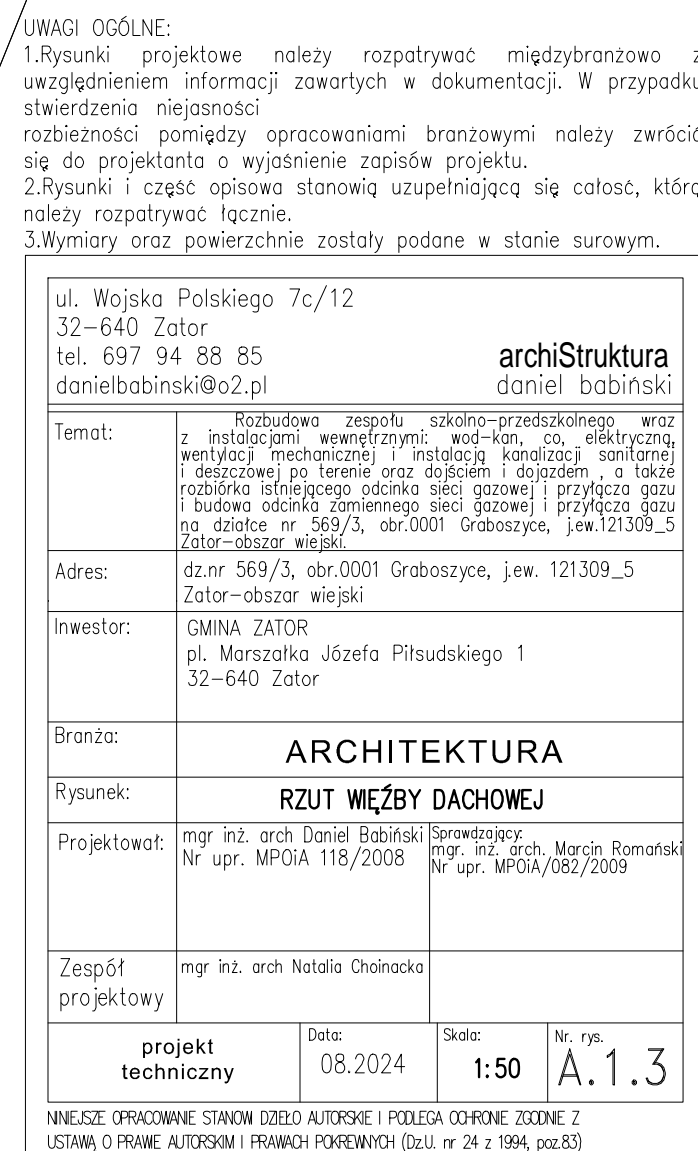 UWAGI OGÓLNE:
1.Rysunki projektowe należy rozpatrywać międzybranżowo z
uwzględnieniem informacji zawartych w dokumentacji. W przypadku
stwierdzenia niejasności
rozbieżności pomiędzy opracowaniami branżowymi należy zwrócić
się do projektanta o wyjaśnienie zapisów projektu.
2.Rysunki i część opisowa stanowią uzupełniającą się całosć, którą
należy rozpatrywać łącznie.
3.Wymiary oraz powierzchnie zostały podane w stanie surowym.
ul. Wojska Polskiego 7c/12
32-640 Zator
tel. 697 94 88 85
danielbabinski@o2.pl
archiStruktura
daniel babiński
Temat:
Rozbudowa zespołu szkolno-przedszkolnego wraz
z instalacjami wewnętrznymi: wod-kan, co, elektryczną,
wentylacji mechanicznej i instalacją kanalizacji sanitarnej
i deszczowej po terenie oraz dojściem i dojazdem , a także
rozbiórka istniejącego odcinka sieci gazowej i przyłącza gazu
i budowa odcinka zamiennego sieci gazowej i przyłącza gazu
na działce nr 569/3, obr.0001 Graboszyce, j.ew.121309_5
Zator-obszar wiejski.
Adres:
dz.nr 569/3, obr.0001 Graboszyce, j.ew. 121309_5
Zator-obszar wiejski
Inwestor:
GMINA ZATOR
pl. Marszałka Józefa Piłsudskiego 1
32-640 Zator
Branża:
ARCHITEKTURA
Rysunek:
RZUT WIĘŹBY DACHOWEJ
Projektował:
mgr inż. arch Daniel Babiński
Nr upr. MPOiA 118/2008
Sprawdzający:
mgr. inż. arch. Marcin Romański
Nr upr. MPOiA/082/2009
Zespół
projektowy
mgr inż. arch Natalia Choinacka
projekt
techniczny
Data:
08.2024
Skala:
1:50
Nr. rys.
A.1.3
NINIEJSZE OPRACOWANIE STANOWI DZIEŁO AUTORSKIE I PODLEGA OCHRONIE ZGODNIE Z
USTAWĄ O PRAWIE AUTORSKIM I PRAWACH POKREWNYCH (Dz.U. nr 24 z 1994, poz.83)